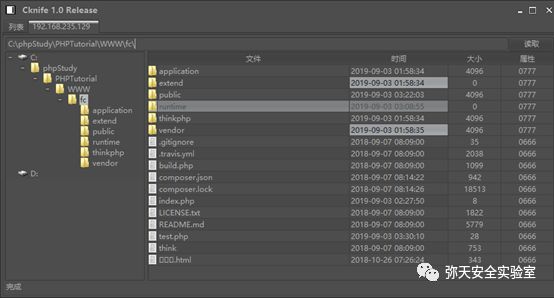 Cknife 1.0 Release
列表 192.168.235.129
C:\phpStudy\PHPTutorial\WWW\fc\ 读取
C:
phpStudy
PHPTutorial
WWW
fc
application
extend
public
runtime
thinkphp
vendor
D:
文件 时间 大小 属性
application 2019-09-03 01:58:34 4096 0777
extend 2019-09-03 01:58:34 0 0777
public 2019-09-03 03:22:03 4096 0777
runtime 2019-09-03 03:08:55 0 0777
thinkphp 2019-09-03 01:58:34 4096 0777
vendor 2019-09-03 01:58:35 4096 0777
.gitignore 2018-09-07 08:09:00 35 0666
.travis.yml 2018-09-07 08:09:00 2038 0666
build.php 2018-09-07 08:09:00 1099 0666
composer.json 2018-09-07 08:14:22 942 0666
composer.lock 2018-09-07 08:14:26 18513 0666
index.php 2019-09-03 02:27:50 8 0666
LICENSE.txt 2018-09-07 08:09:00 1822 0666
README.md 2018-09-07 08:09:00 5779 0666
test.php 2019-09-03 03:30:10 28 0666
think 2018-09-07 08:09:00 753 0666
.html 2018-10-26 07:26:24 343 0666
完成
弥天安全实验室